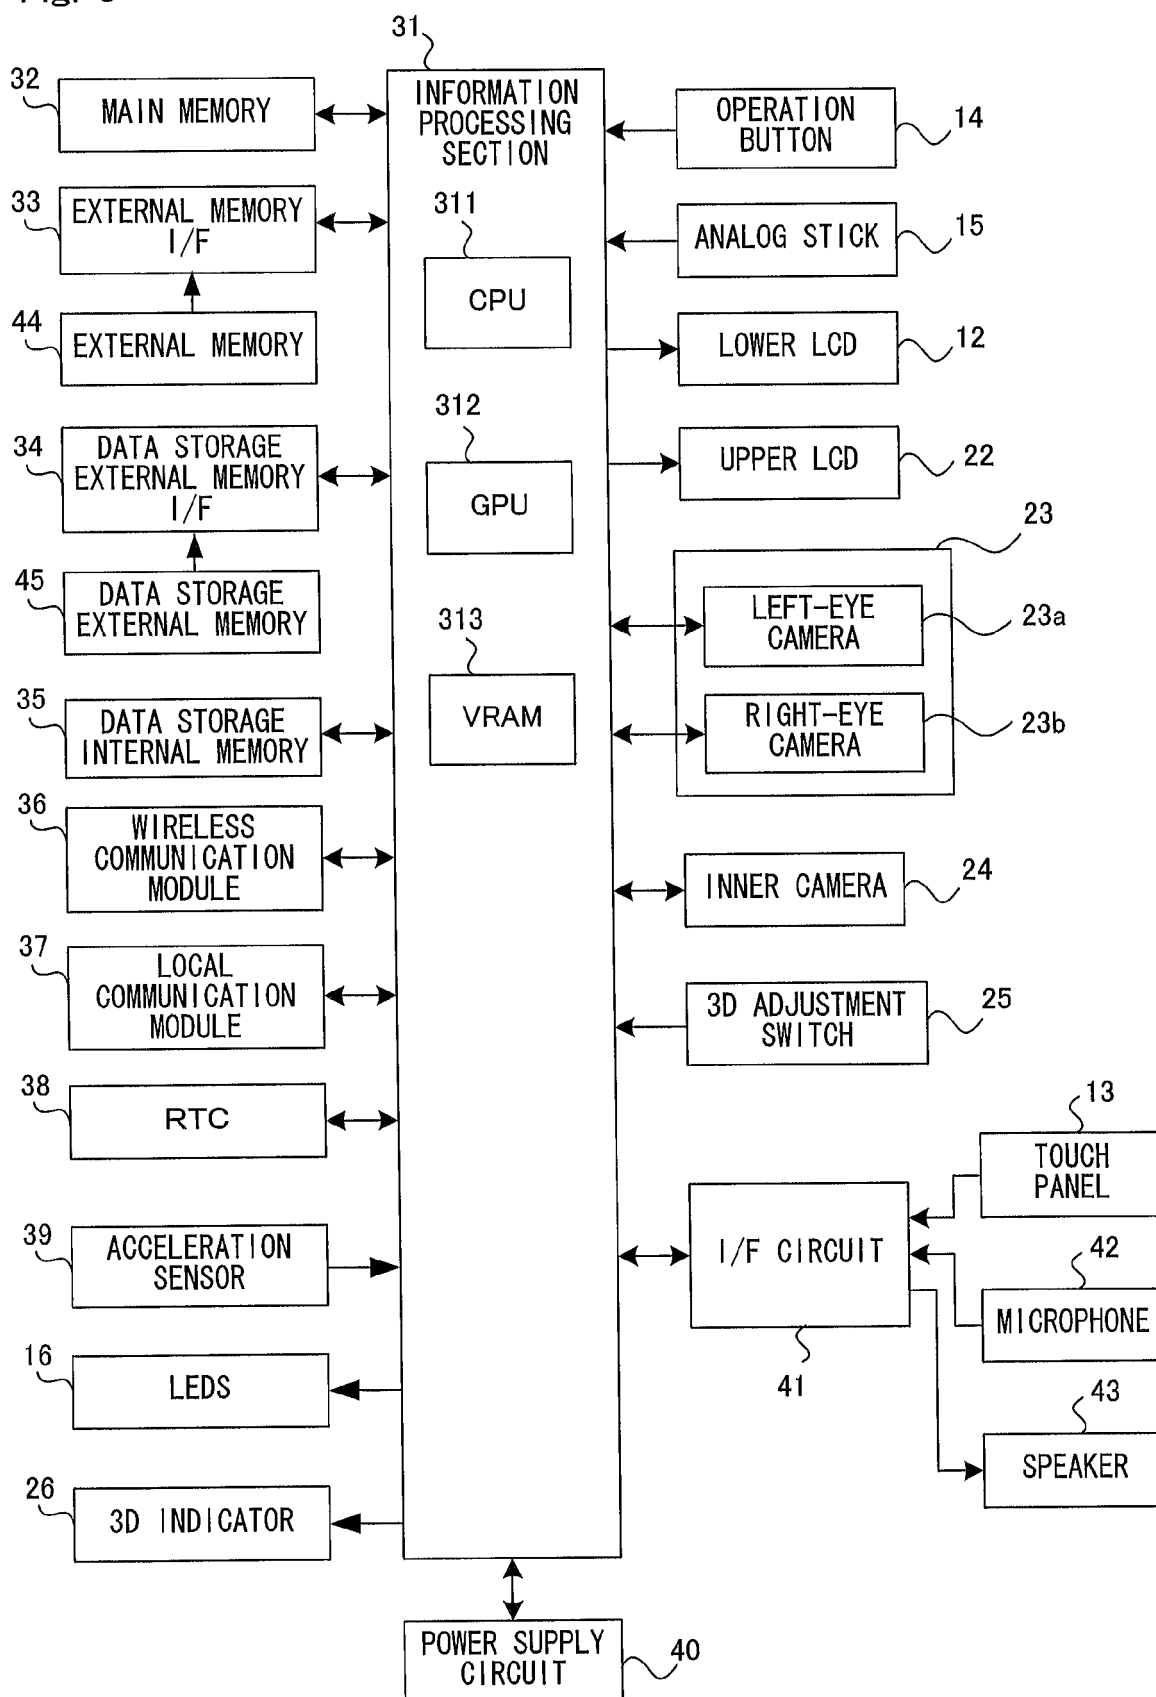 31
INFORMATION
PROCESSING
SECTION
32
MAIN MEMORY
33
EXTERNAL MEMORY
I/F
44
EXTERNAL MEMORY
34
DATA STORAGE
EXTERNAL MEMORY
I/F
45
DATA STORAGE
EXTERNAL MEMORY
35
DATA STORAGE
INTERNAL MEMORY
36
WIRELESS
COMMUNICATION
MODULE
37
LOCAL
COMMUNICATION
MODULE
38
RTC
39
ACCELERATION
SENSOR
16
LEDS
26
3D INDICATOR
311
CPU
312
GPU
313
VRAM
OPERATION
BUTTON
14
ANALOG STICK
15
LOWER LCD
12
UPPER LCD
22
23
LEFT-EYE
CAMERA
23a
RIGHT-EYE
CAMERA
23b
INNER CAMERA
24
3D ADJUSTMENT
SWITCH
25
13
TOUCH
PANEL
I/F CIRCUIT
41
42
MICROPHONE
43
SPEAKER
POWER SUPPLY
CIRCUIT
40